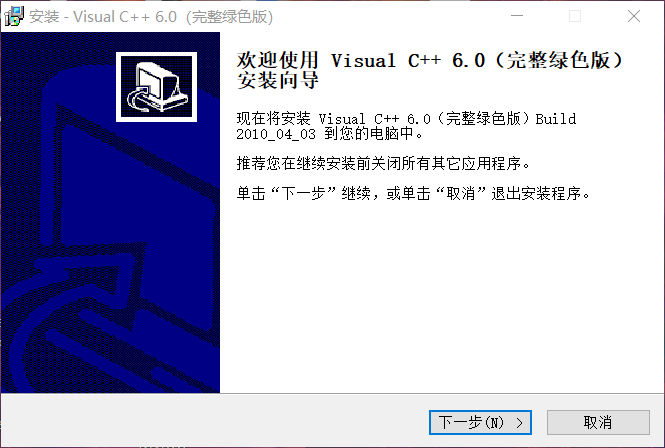 安装 - Visual C++ 6.0（完整绿色版）
欢迎使用 Visual C++ 6.0（完整绿色版）
安装向导
现在将安装 Visual C++ 6.0（完整绿色版）Build
2010_04_03 到您的电脑中。
推荐您在继续安装前关闭所有其它应用程序。
单击“下一步”继续，或单击“取消”退出安装程序。
下一步(N) >
取消